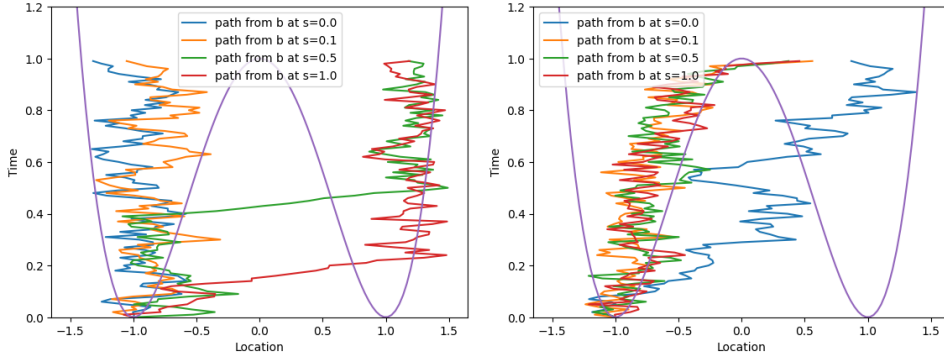 path from b at s=0.0
path from b at s=0.1
path from b at s=0.5
path from b at s=1.0
1.2
1.0
0.8
0.6
0.4
0.2
0.0
Time
−1.5 −1.0 −0.5 0.0 0.5 1.0 1.5
Location
path from b at s=0.0
path from b at s=0.1
path from b at s=0.5
path from b at s=1.0
1.2
1.0
0.8
0.6
0.4
0.2
0.0
Time
−1.5 −1.0 −0.5 0.0 0.5 1.0 1.5
Location